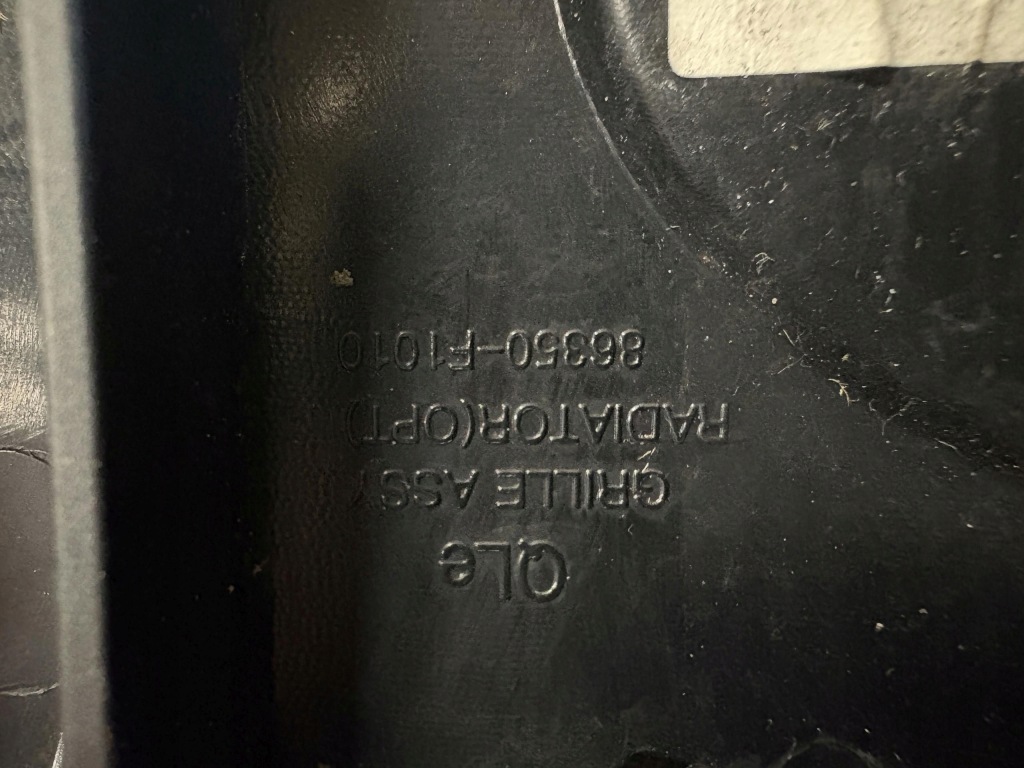 QLe
GRILLE ASSY
RADIATOR(OPT)
86350-F1010